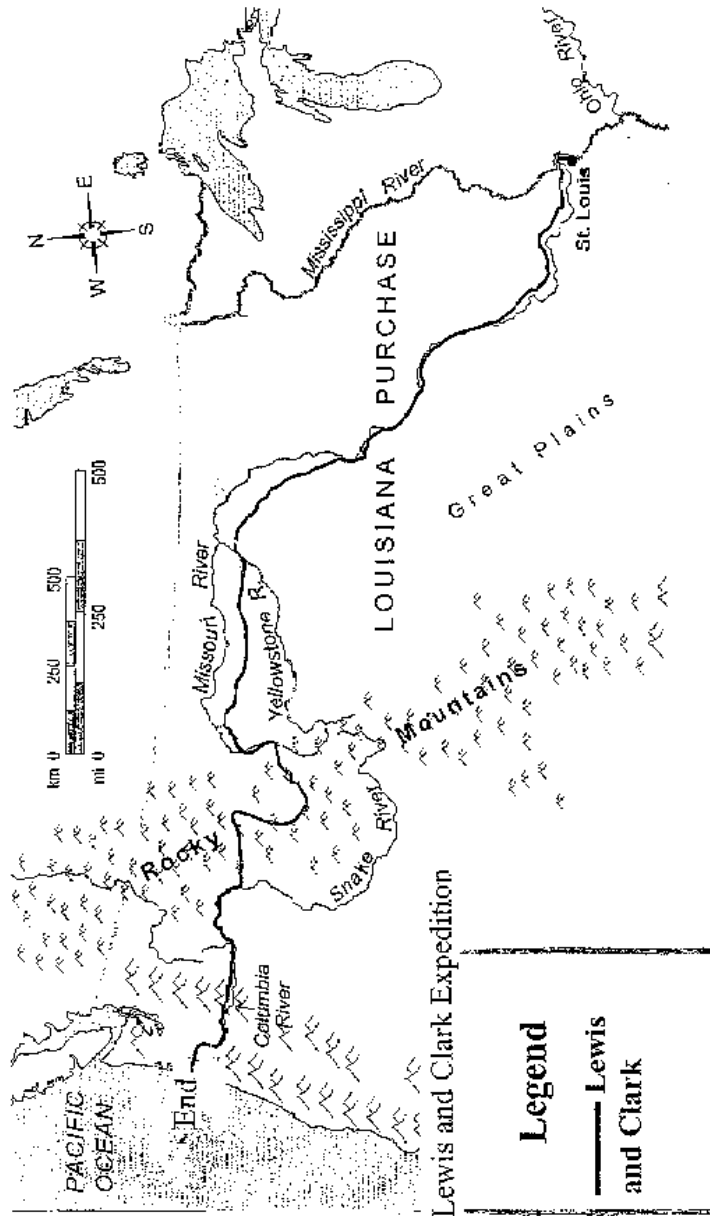 N
W
E
S
km 0 250 500
mi 0 250 500
PACIFIC
OCEAN
End
Columbia
River
Rocky
Mountains
Snake River
Missouri River
Yellowstone R.
LOUISIANA PURCHASE
Mississippi River
Great Plains
St. Louis
Ohio River
Lewis and Clark Expedition
Legend
Lewis
and Clark